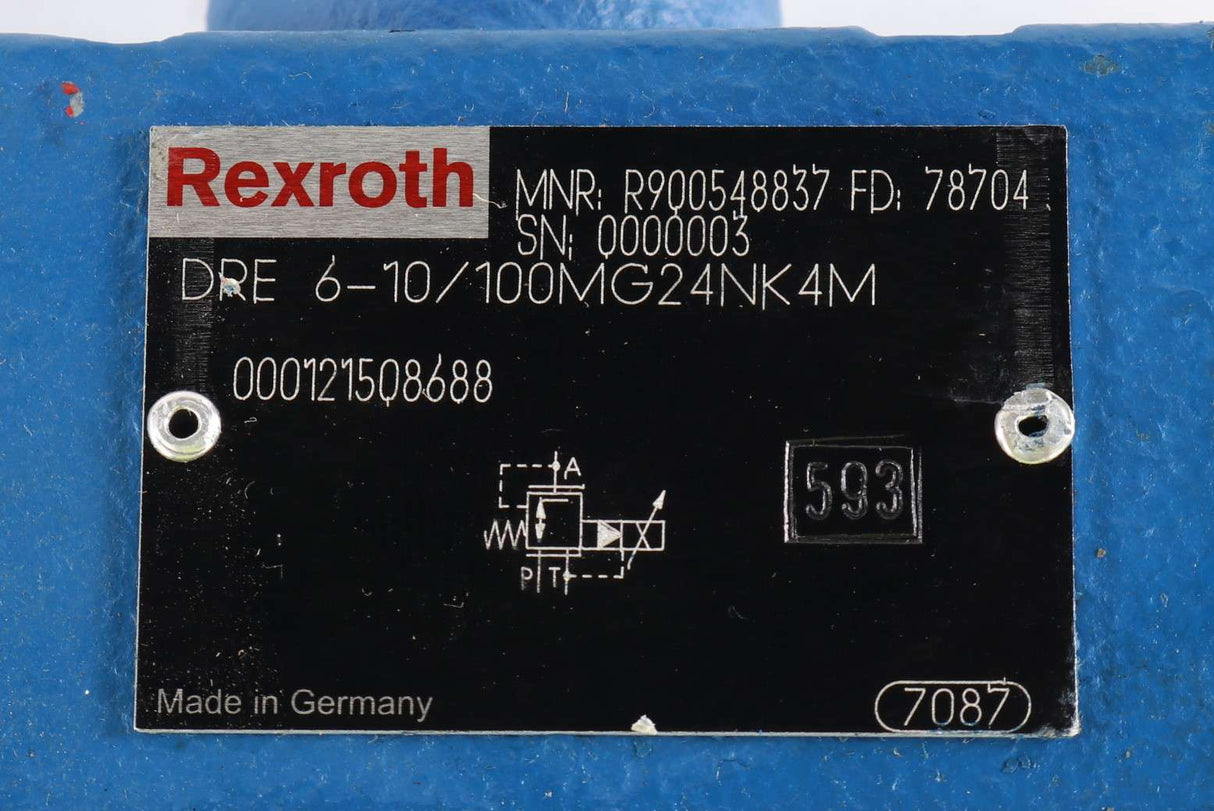 Rexroth
MNR: R900548837 FD: 78704
SN: 0000003
DRE 6-10/100MG24NK4M
000121508688
A
593
P T
Made in Germany
7087